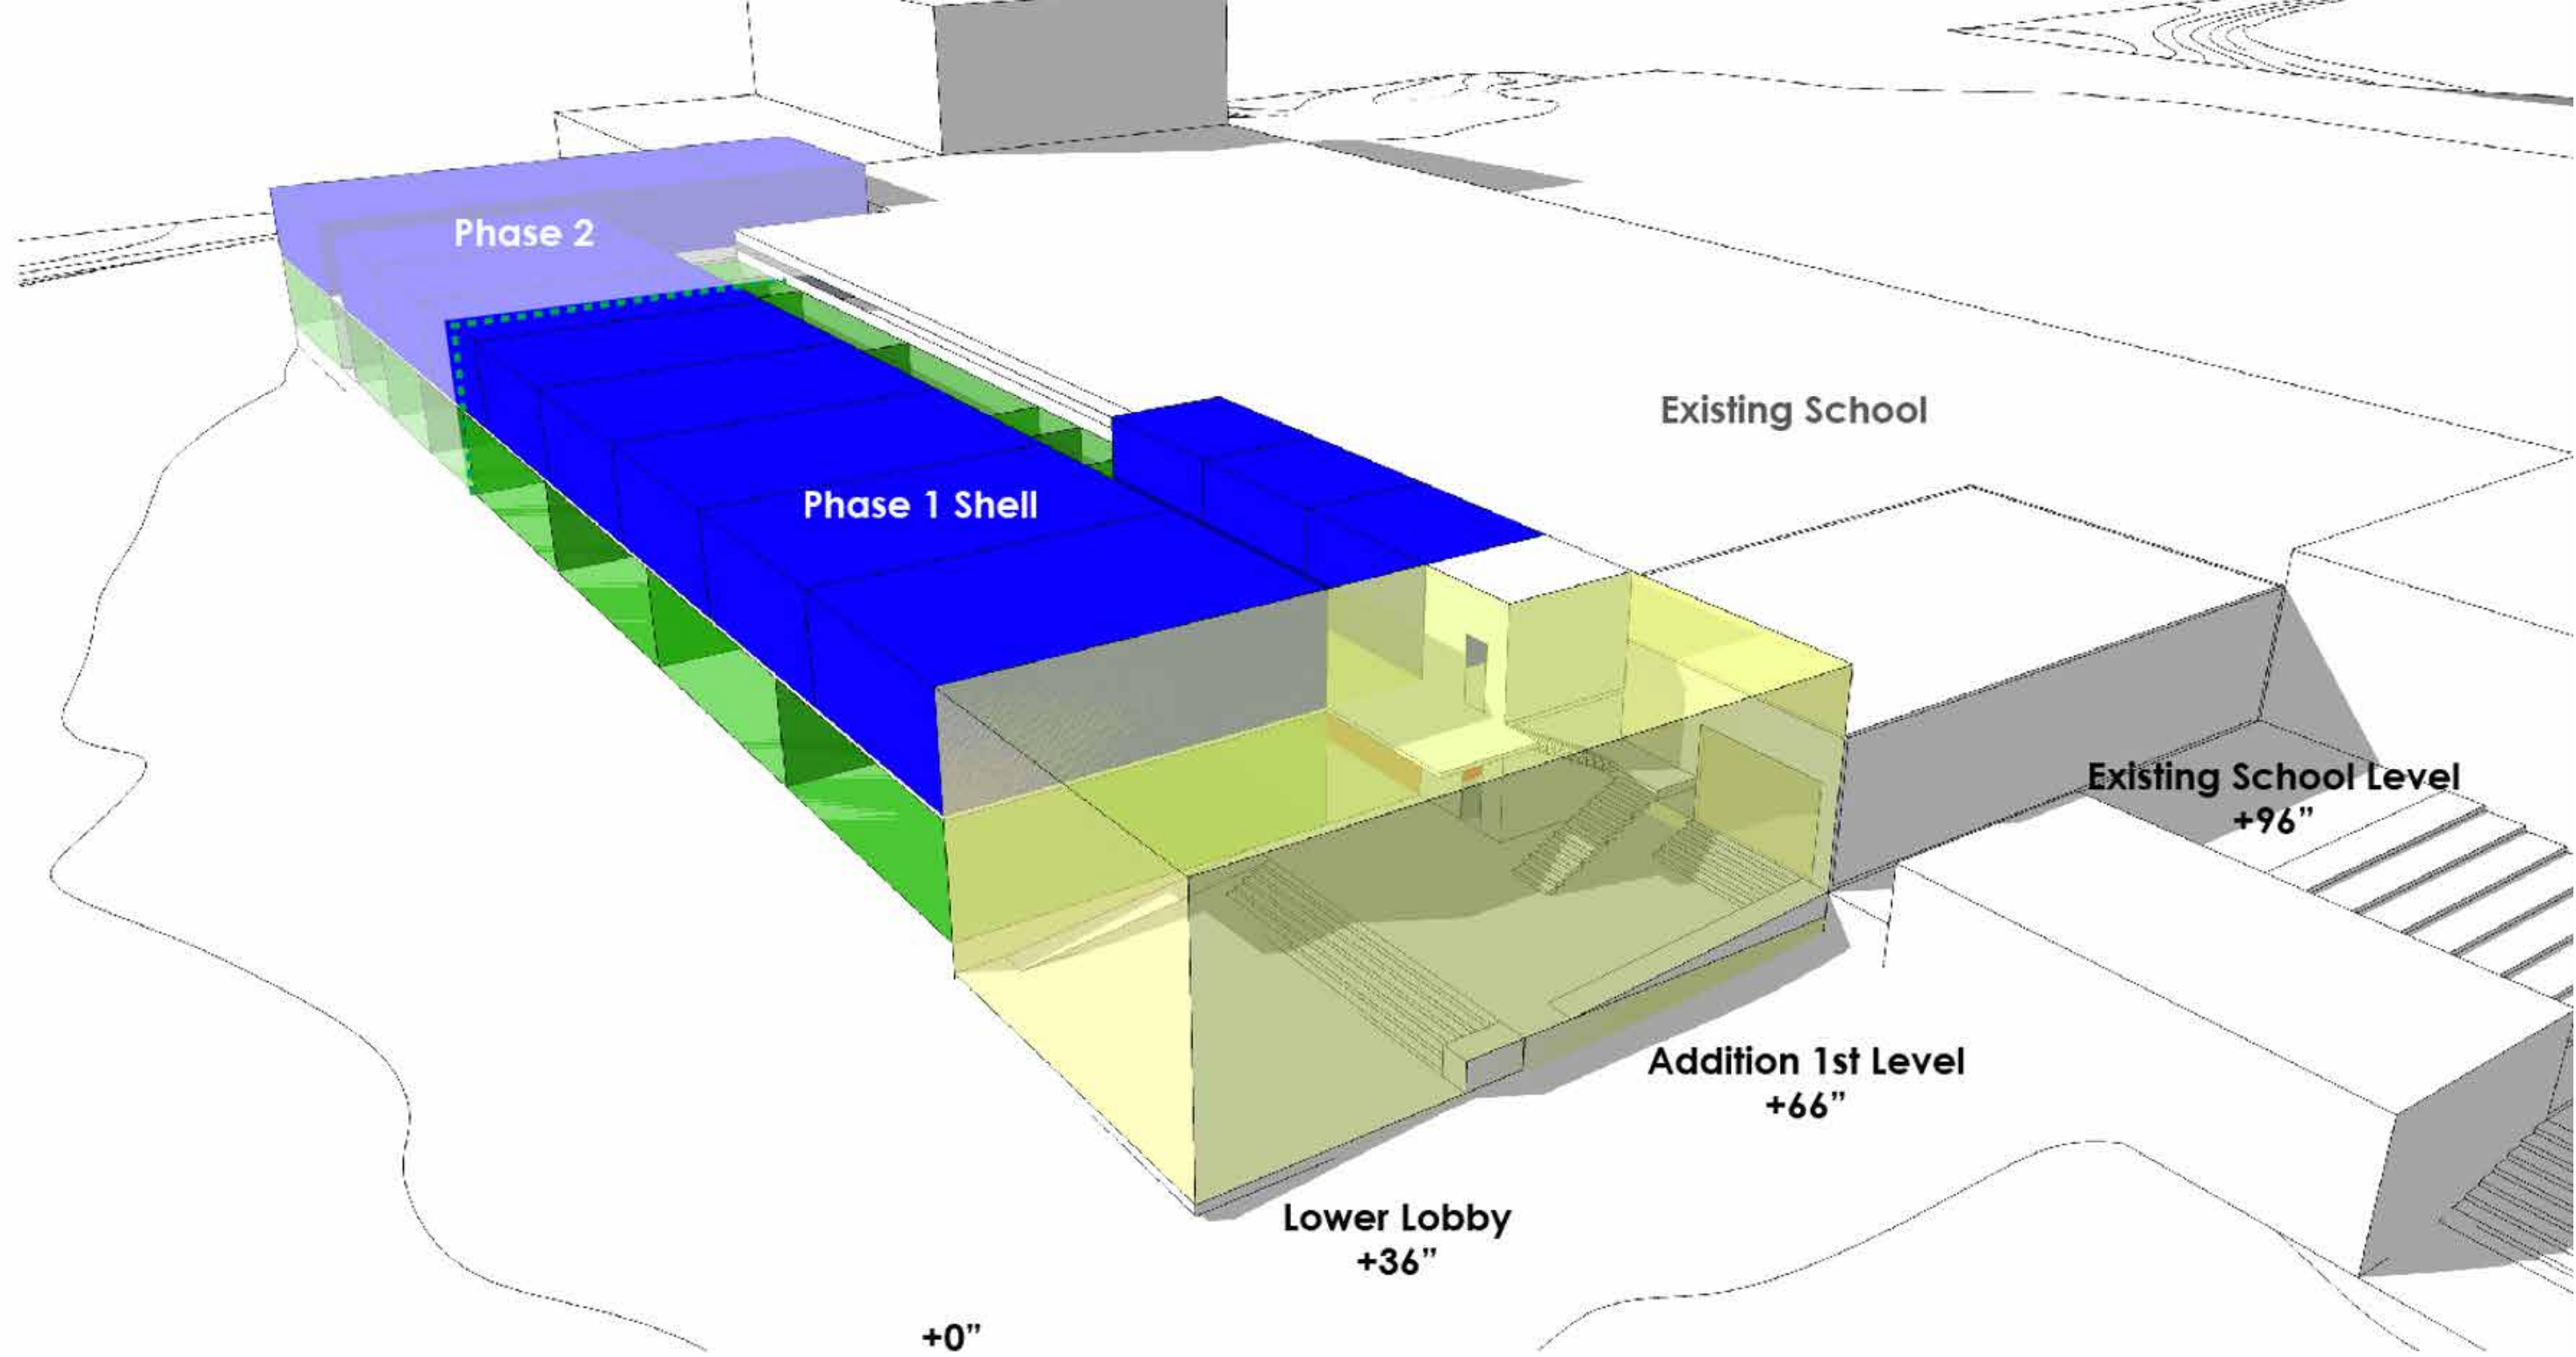 Phase 2
Existing School
Phase 1 Shell
Existing School Level
+96”
Addition 1st Level
+66”
Lower Lobby
+36”
+0”